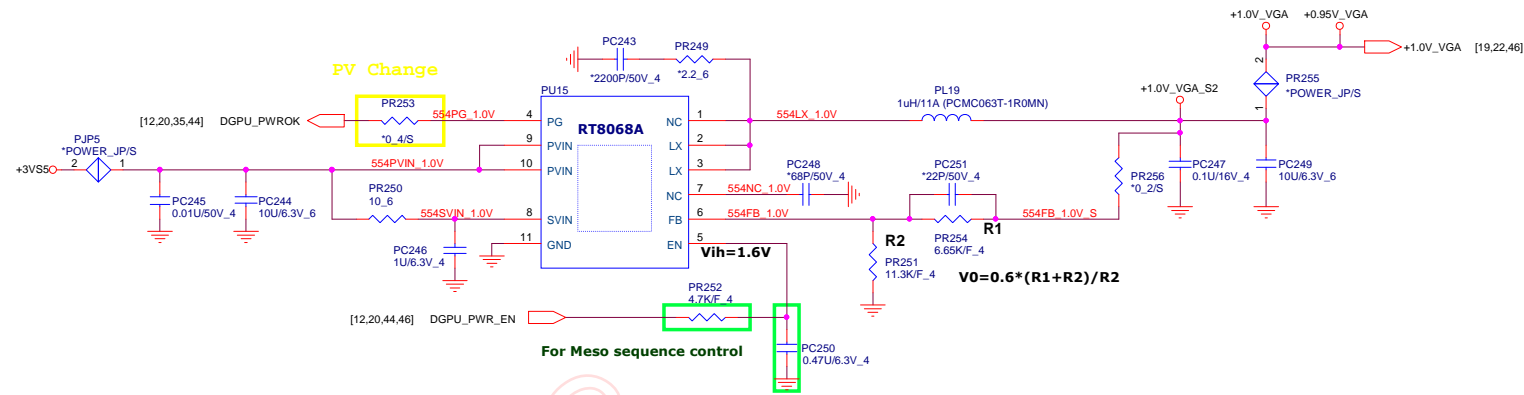 +1.0V_VGA +0.95V_VGA
+1.0V_VGA [19,22,46]
PC243
*2200P/50V_4
PR249
*2.2_6
2
PR255
*POWER_JP/S
1
PV Change
PR253
*0_4/S
[12,20,35,44] DGPU_PWROK
554PG_1.0V
PU15
RT8068A
4 PG
9 PVIN
10 PVIN
8 SVIN
11 GND
NC 1
LX 2
LX 3
NC 7
FB 6
EN 5
554LX_1.0V
PL19
1uH/11A (PCMC063T-1R0MN)
+1.0V_VGA_S2
PJP5
*POWER_JP/S
+3VS5 2 1
554PVIN_1.0V
PC245
0.01U/50V_4
PC244
10U/6.3V_6
PR250
10_6
554SVIN_1.0V
PC246
1U/6.3V_4
554NC_1.0V
PC248
*68P/50V_4
554FB_1.0V
PC251
*22P/50V_4
R1
PR254
6.65K/F_4
554FB_1.0V_S
PR256
*0_2/S
PC247
0.1U/16V_4
PC249
10U/6.3V_6
R2
PR251
11.3K/F_4
V0=0.6*(R1+R2)/R2
Vih=1.6V
PR252
4.7K/F_4
[12,20,44,46] DGPU_PWR_EN
For Meso sequence control
PC250
0.47U/6.3V_4